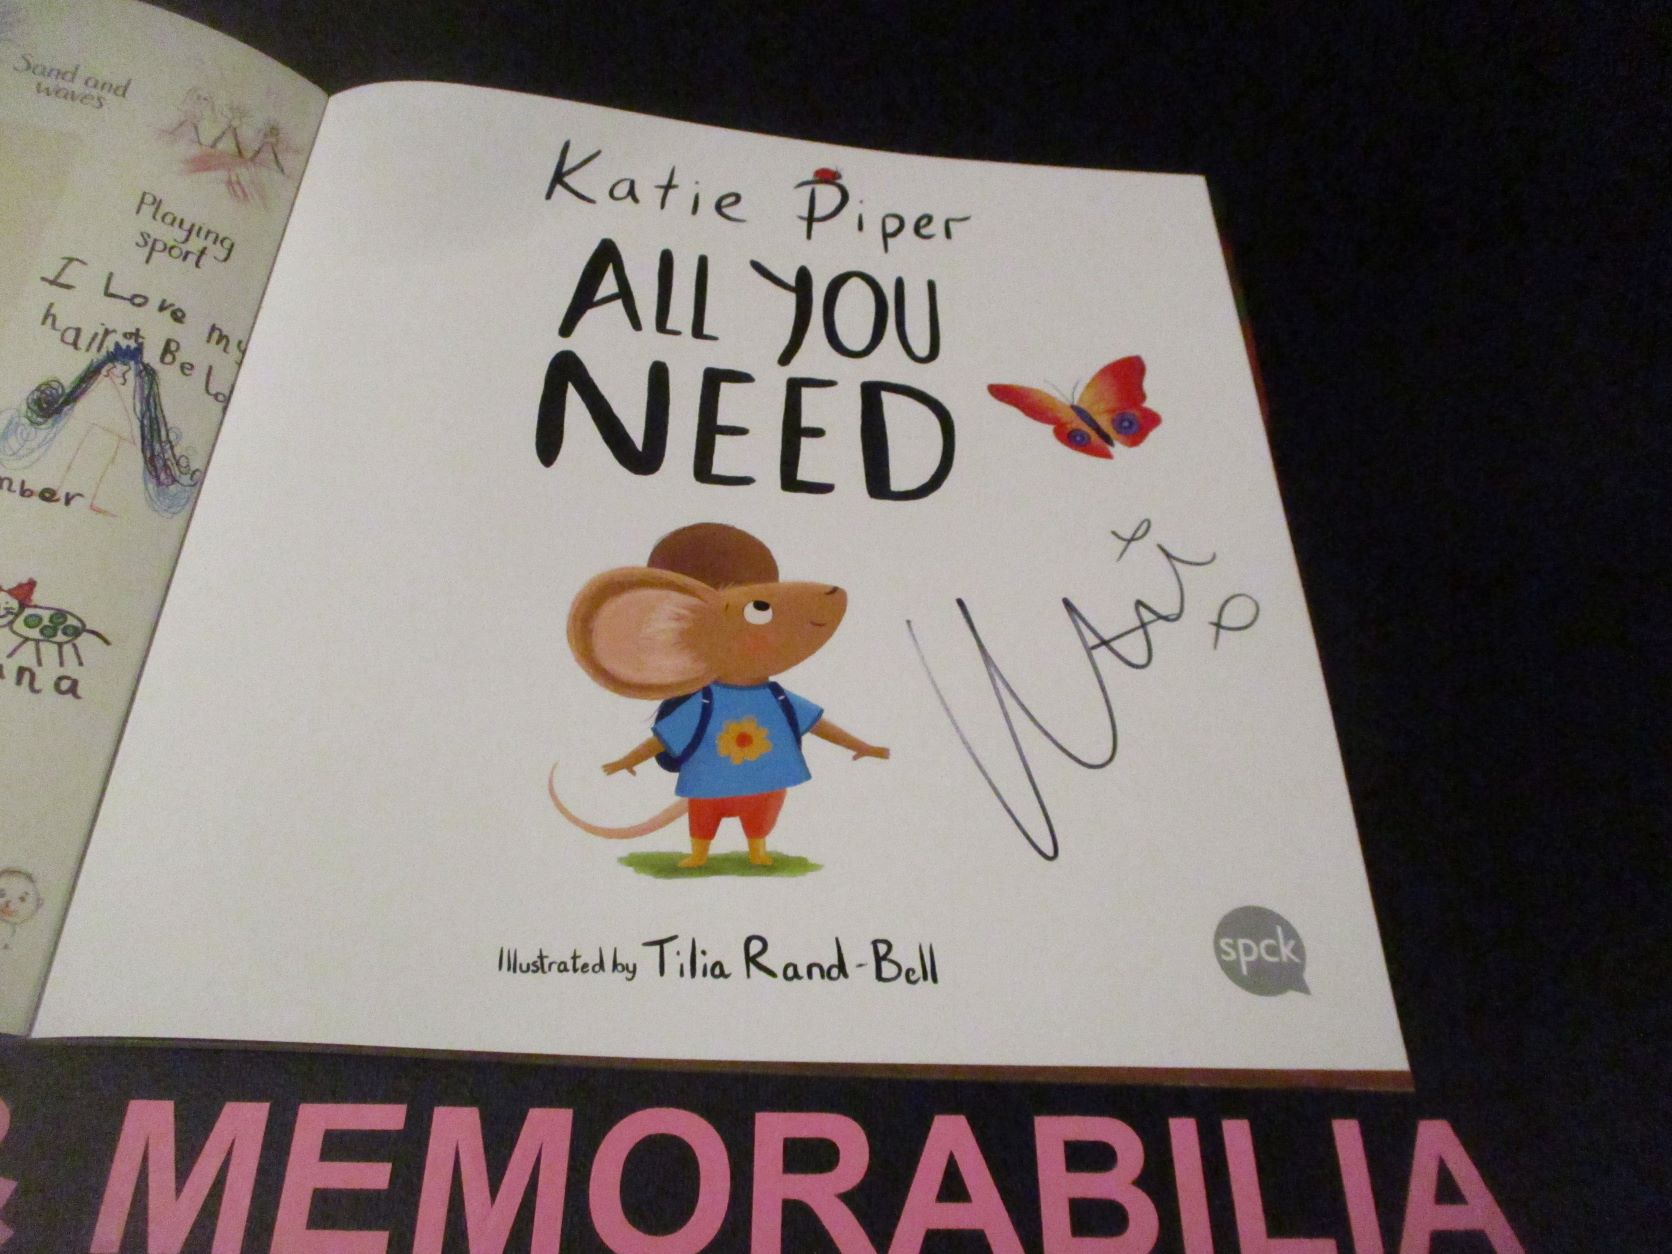 Sand and
waves
Playing
sport
I Love my
hair
Be
Katie Piper
ALL YOU
NEED
Illustrated by Tilia Rand-Bell
spck
MEMORABILIA